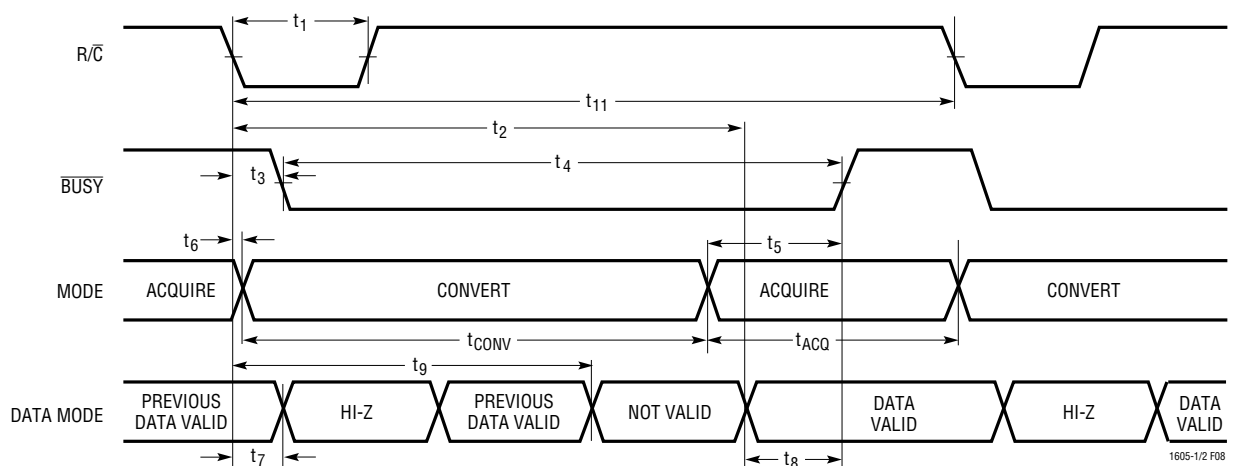 t1
R/C̅
t11
t2
t4
t3
B̅U̅S̅Y̅
t6
t5
MODE
ACQUIRE
CONVERT
ACQUIRE
CONVERT
tCONV
tACQ
t9
DATA MODE
PREVIOUS
DATA VALID
HI-Z
PREVIOUS
DATA VALID
NOT VALID
DATA
VALID
HI-Z
DATA
VALID
t7
t8
1605-1/2 F08